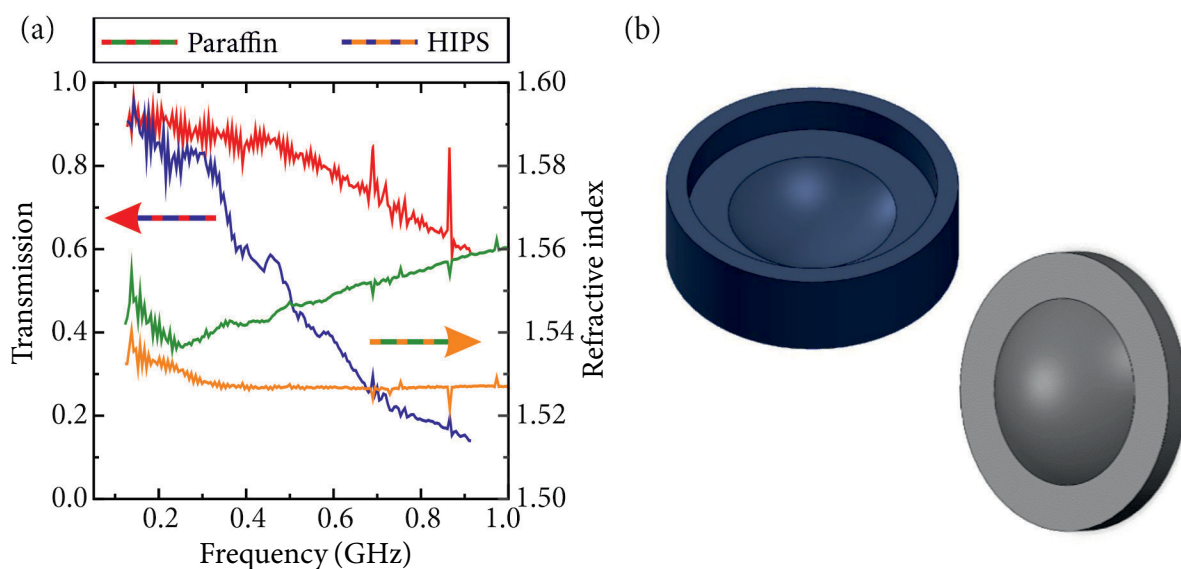 (a)
Paraffin HIPS
1.0
0.8
0.6
0.4
0.2
0.0
Transmission
1.60
1.58
1.56
1.54
1.52
1.50
Refractive index
0.2 0.4 0.6 0.8 1.0
Frequency (GHz)
(b)